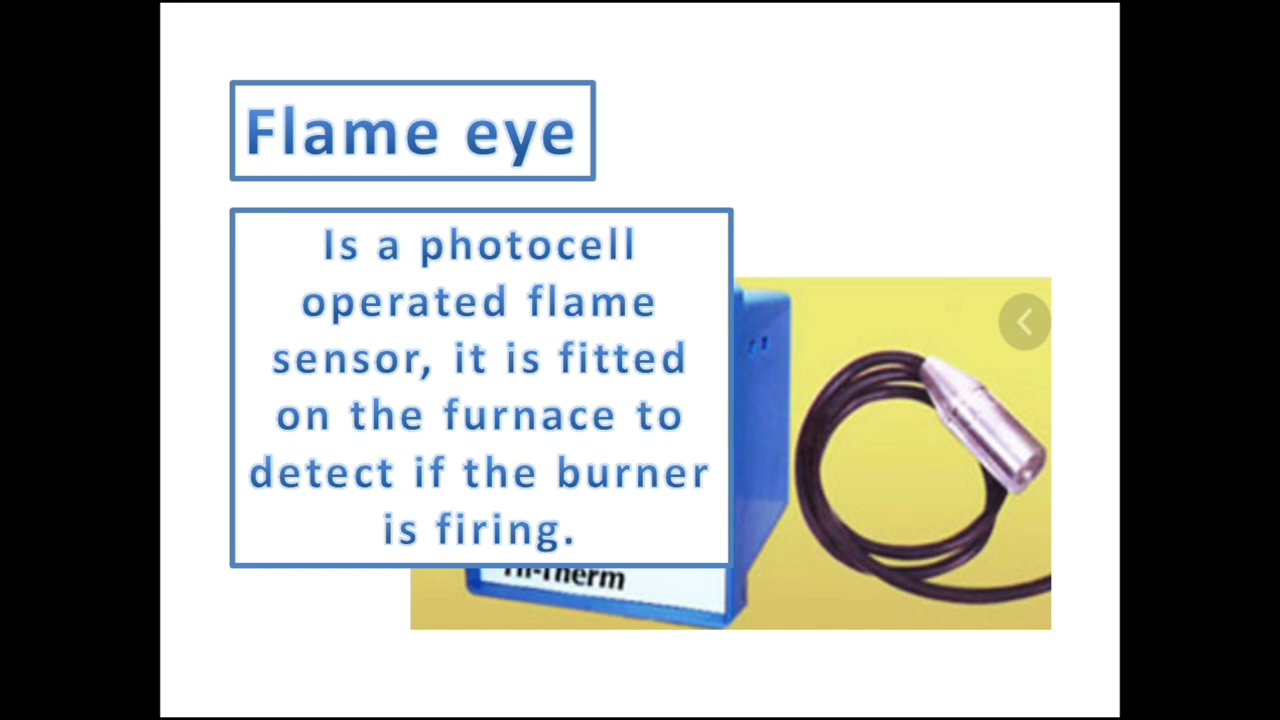 Flame eye
Is a photocell
operated flame
sensor, it is fitted
on the furnace to
detect if the burner
is firing.